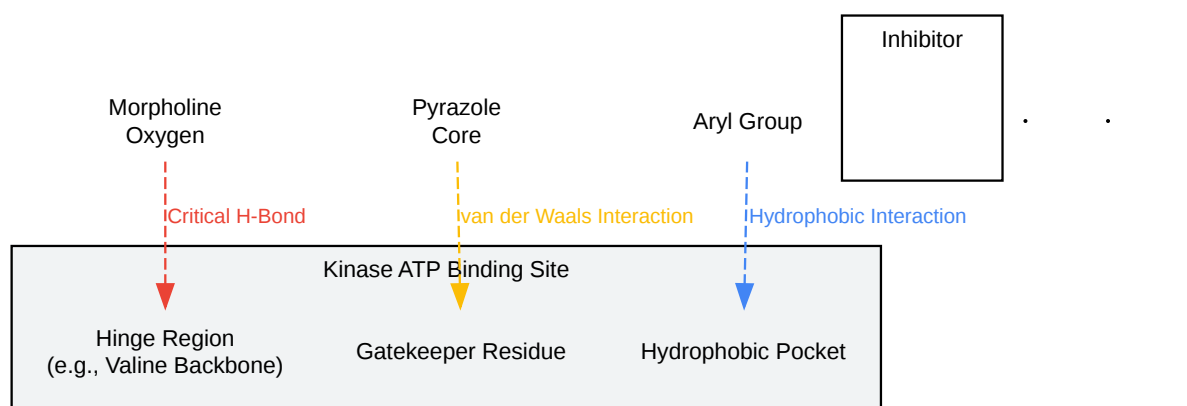 Inhibitor
Morpholine
Oxygen
Pyrazole
Core
Aryl Group
Critical H-Bond
van der Waals Interaction
Hydrophobic Interaction
Kinase ATP Binding Site
Hinge Region
(e.g., Valine Backbone)
Gatekeeper Residue
Hydrophobic Pocket